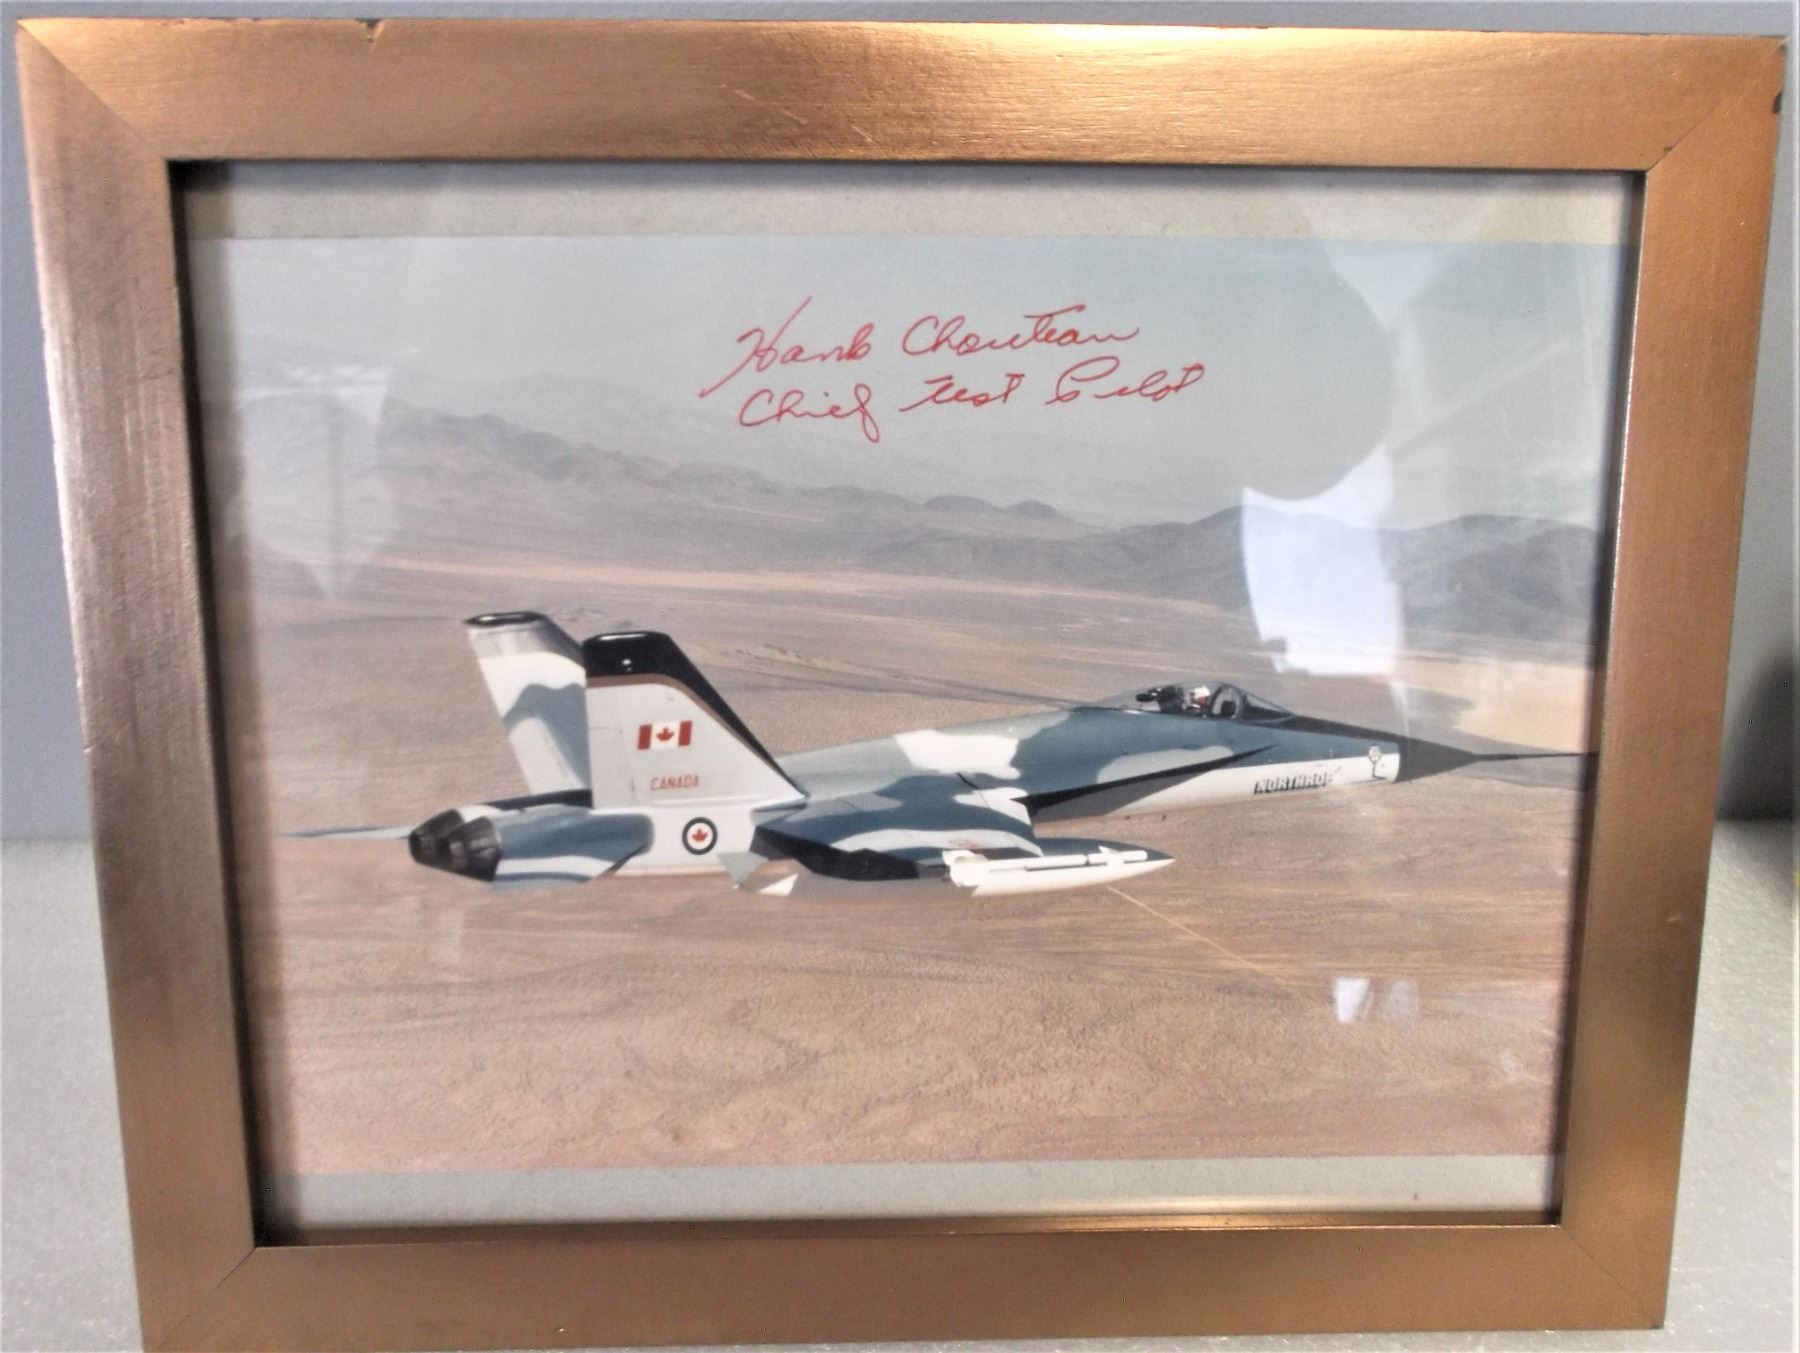 Hank Chouteau
Chief Test Pilot
CANADA
NORTHROP